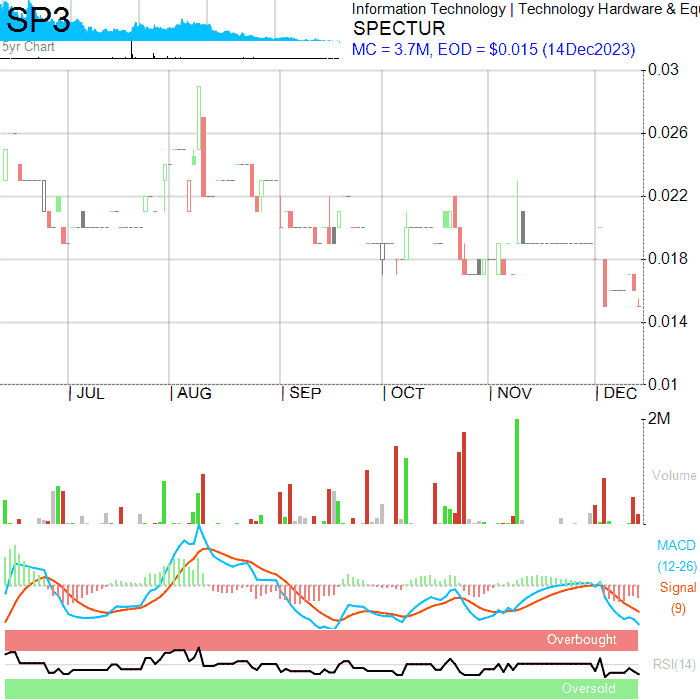 SP3
5yr Chart
Information Technology | Technology Hardware & Equ
SPECTUR
MC = 3.7M, EOD = $0.015 (14Dec2023)
0.03
0.026
0.022
0.018
0.014
0.01
JUL
AUG
SEP
OCT
NOV
DEC
2M
Volume
MACD
(12-26)
Signal
(9)
Overbought
RSI(14)
Oversold